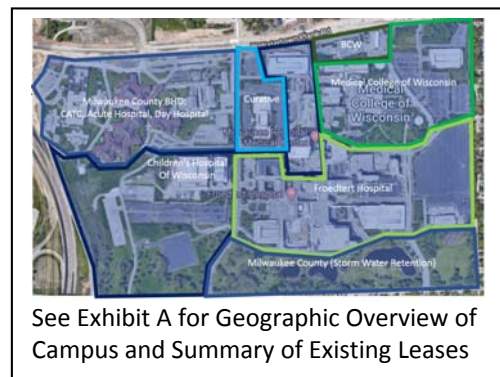 BCW
Medical College of Wisconsin
Medical
College of
Wisconsin
Milwaukee County BHD:
CATC, Acute Hospital, Day Hospital
Curative
Children's Hospital
Of Wisconsin
Froedtert Hospital
Milwaukee County (Storm Water Retention)
See Exhibit A for Geographic Overview of
Campus and Summary of Existing Leases